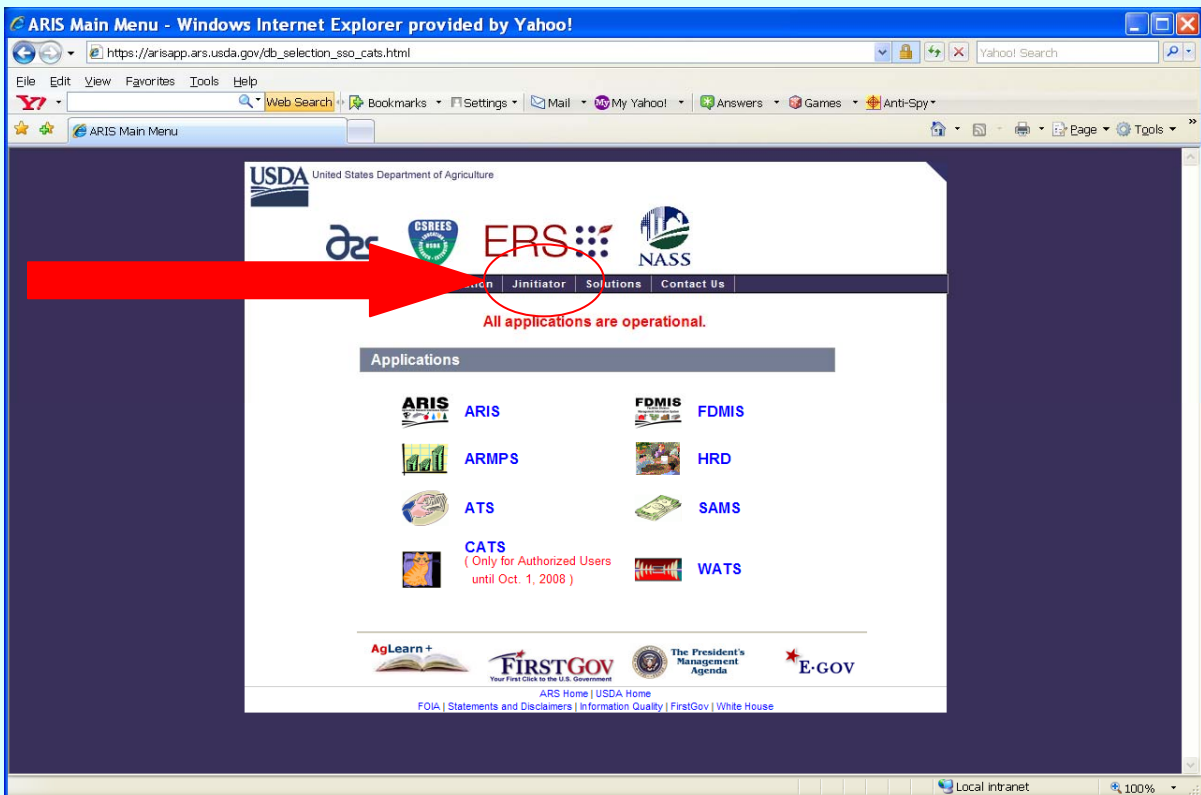 ARIS Main Menu - Windows Internet Explorer provided by Yahoo!
https://arisapp.ars.usda.gov/db_selection_sso_cats.html
Yahoo! Search
File Edit View Favorites Tools Help
Y! Web Search Bookmarks Settings Mail My My Yahoo! Answers Games Anti-Spy
ARIS Main Menu Page Tools
USDA United States Department of Agriculture
ars CSREES ERS NASS
Jinitiator Solutions Contact Us
All applications are operational.
Applications
ARIS ARIS FDMIS FDMIS
ARMPS HRD
ATS SAMS
CATS
( Only for Authorized Users
until Oct. 1, 2008 )
WATS
AgLearn +
FIRSTGOV
Your First Click to the U.S. Government
The President's
Management
Agenda
E·GOV
ARS Home | USDA Home
FOIA | Statements and Disclaimers | Information Quality | FirstGov | White House
Local intranet 100%